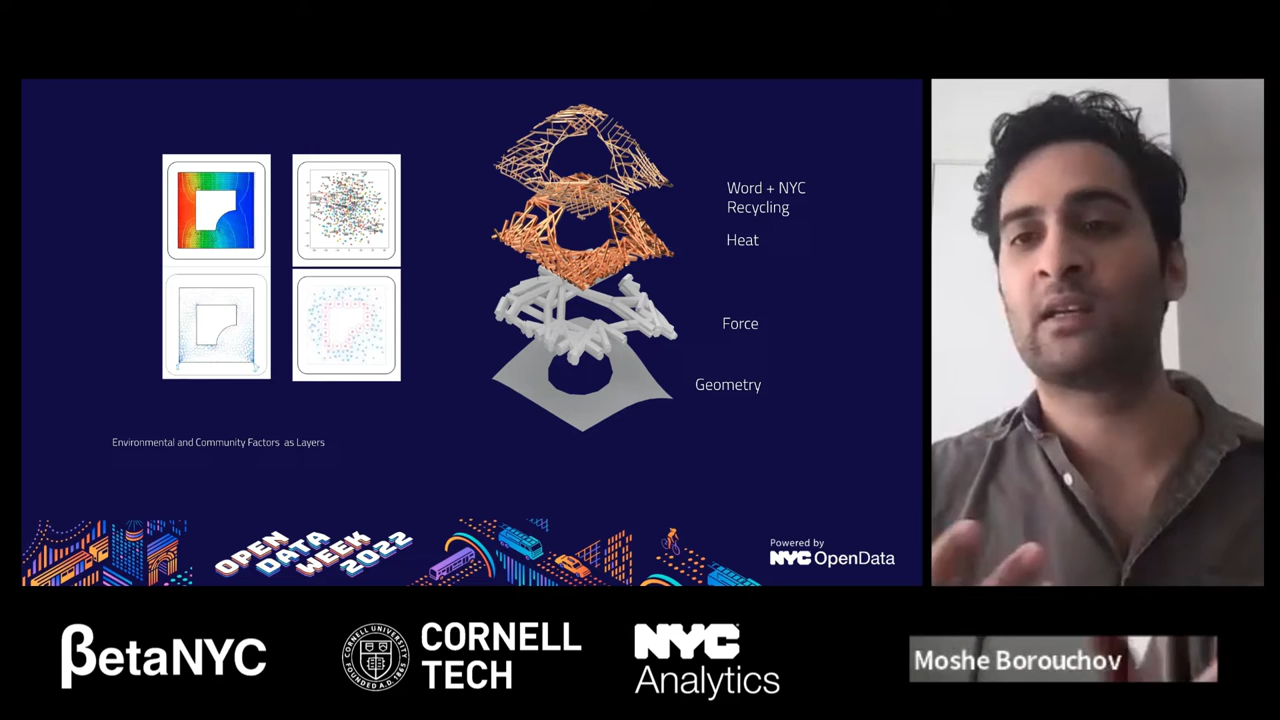 Word + NYC
Recycling
Heat
Force
Geometry
Environmental and Community Factors as Layers
OPEN
DATA
WEEK
2022
Powered by
NYC OpenData
βetaNYC
CORNELL
TECH
NYC
Analytics
Moshe Borouchov